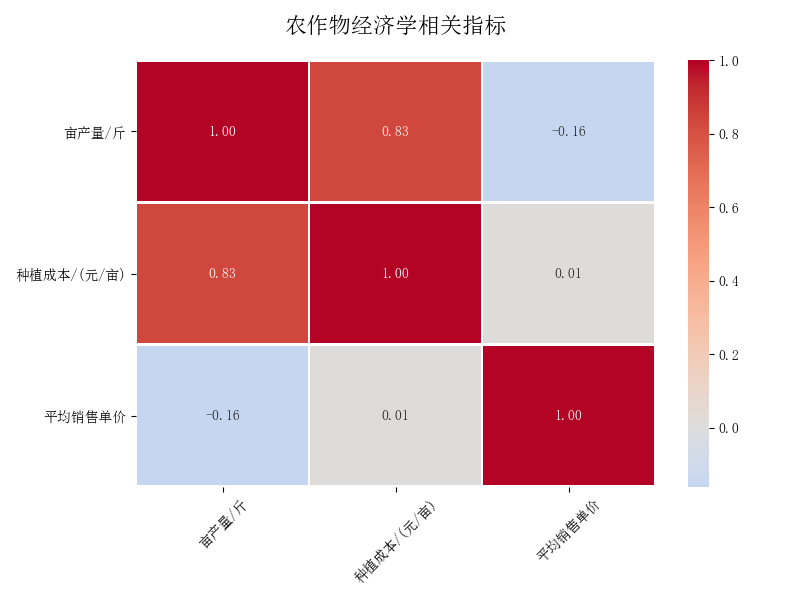 农作物经济学相关指标
亩产量/斤
1.00
0.83
-0.16
种植成本/(元/亩)
0.83
1.00
0.01
平均销售单价
-0.16
0.01
1.00
亩产量/斤
种植成本/(元/亩)
平均销售单价
1.0
0.8
0.6
0.4
0.2
0.0